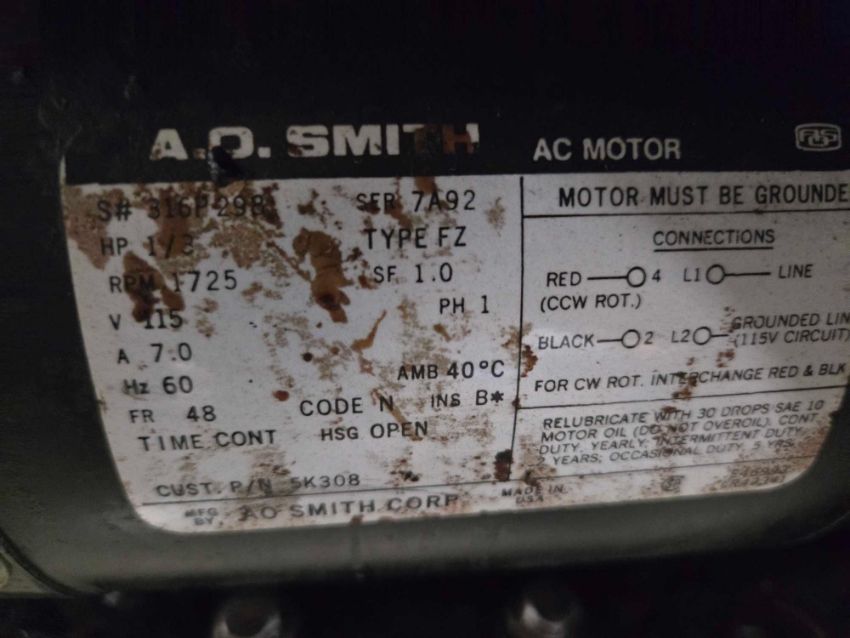 A.O. SMITH
AC MOTOR
S# 316P298
SER 7A92
HP 1/3
TYPE FZ
RPM 1725
SF 1.0
V 115
PH 1
A 7.0
AMB 40°C
Hz 60
FR 48
CODE N
INS B*
TIME CONT
HSG OPEN
CUST. P/N 5K308
MFG BY A.O SMITH CORP
MADE IN
USA
MOTOR MUST BE GROUNDE
CONNECTIONS
RED 4 L1 LINE
(CCW ROT.)
BLACK 2 L2 GROUNDED LIN
(115V CIRCUIT)
FOR CW ROT. INTERCHANGE RED & BLK
RELUBRICATE WITH 30 DROPS SAE 10
MOTOR OIL (DO NOT OVEROIL). CONT
DUTY, YEARLY; INTERMITTENT DUTY,
YEARS; OCCASIONAL DUTY, 5 YRS.